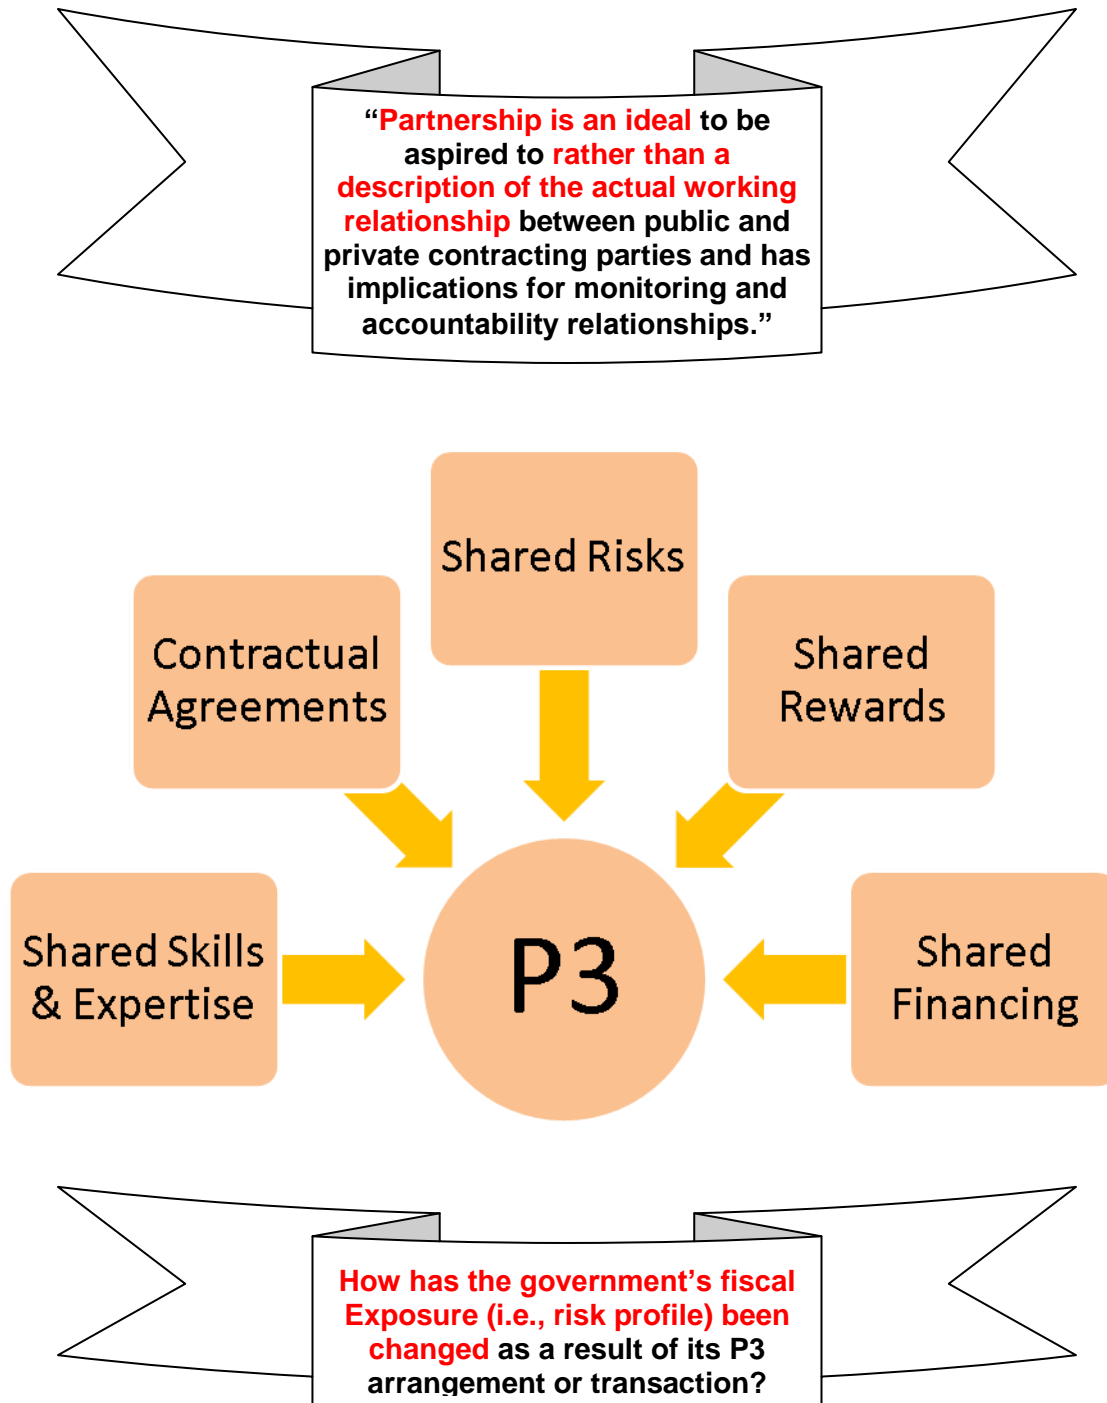 “Partnership is an ideal to be
aspired to rather than a
description of the actual working
relationship between public and
private contracting parties and has
implications for monitoring and
accountability relationships.”
Shared Risks
Contractual
Agreements
Shared
Rewards
Shared Skills
& Expertise
P3
Shared
Financing
How has the government’s fiscal
Exposure (i.e., risk profile) been
changed as a result of its P3
arrangement or transaction?